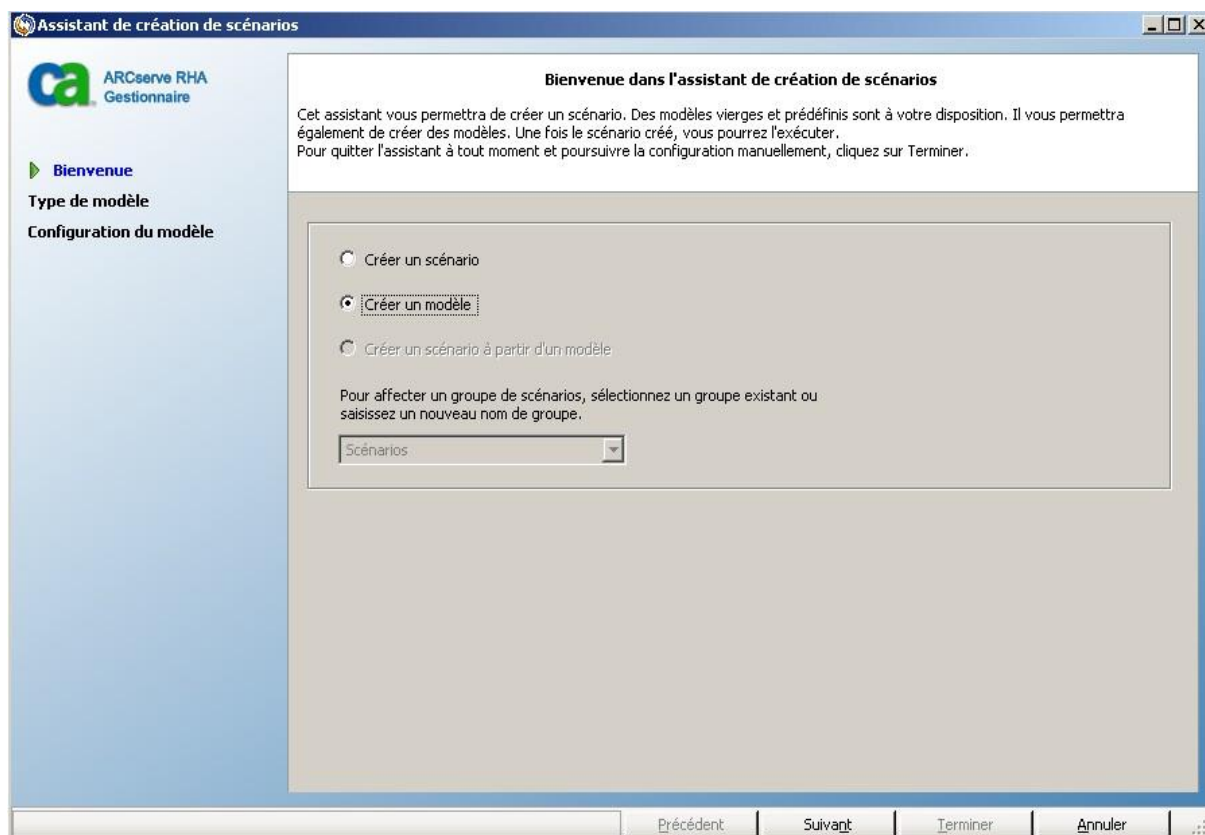 Assistant de création de scénarios
ca
ARCserve RHA
Gestionnaire
Bienvenue
Type de modèle
Configuration du modèle
Bienvenue dans l'assistant de création de scénarios
Cet assistant vous permettra de créer un scénario. Des modèles vierges et prédéfinis sont à votre disposition. Il vous permettra
également de créer des modèles. Une fois le scénario créé, vous pourrez l'exécuter.
Pour quitter l'assistant à tout moment et poursuivre la configuration manuellement, cliquez sur Terminer.
Créer un scénario
Créer un modèle
Créer un scénario à partir d'un modèle
Pour affecter un groupe de scénarios, sélectionnez un groupe existant ou
saisissez un nouveau nom de groupe.
Scénarios
Précédent
Suivant
Terminer
Annuler